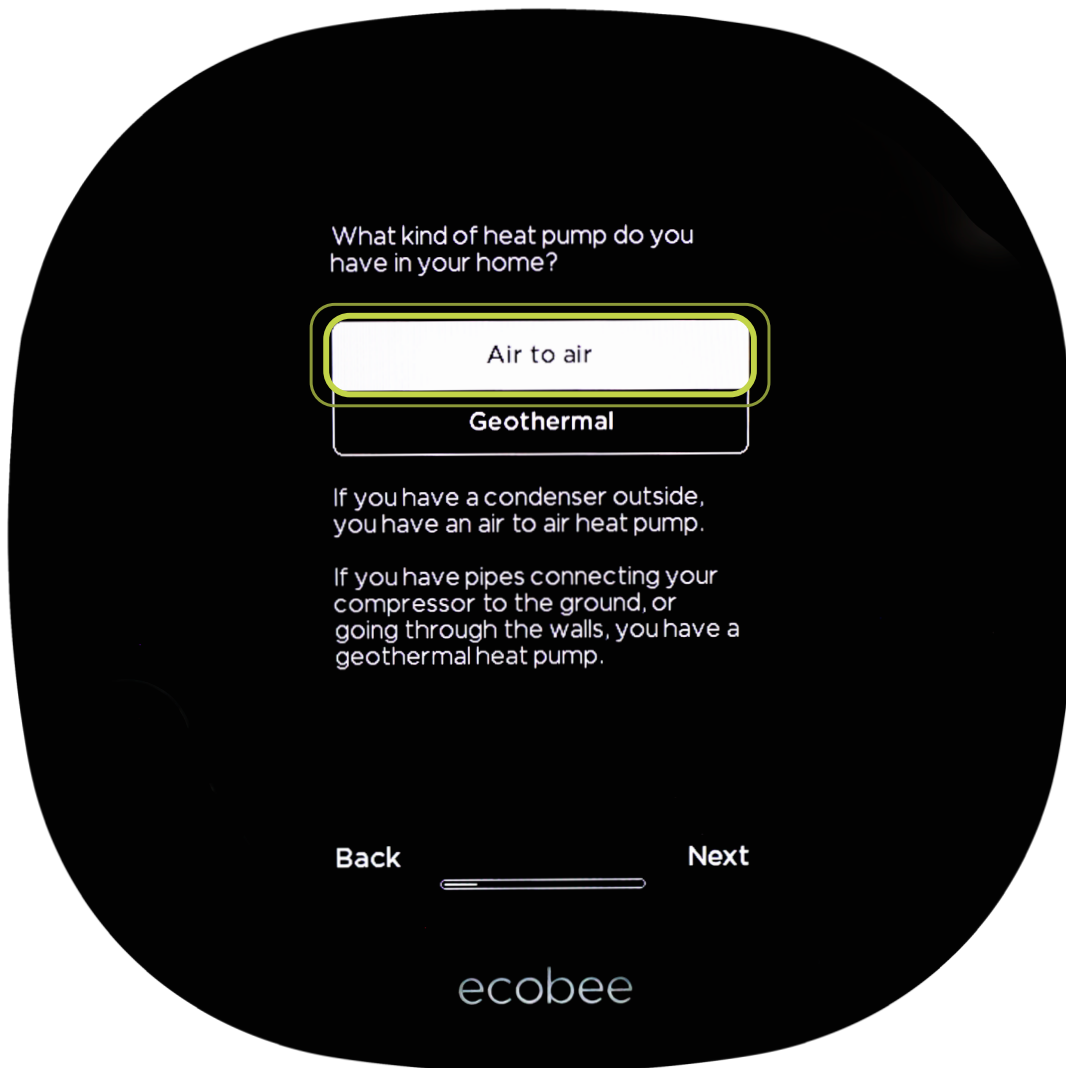 What kind of heat pump do you
have in your home?
Air to air
Geothermal
If you have a condenser outside,
you have an air to air heat pump.
If you have pipes connecting your
compressor to the ground, or
going through the walls, you have a
geothermal heat pump.
Back
Next
ecobee